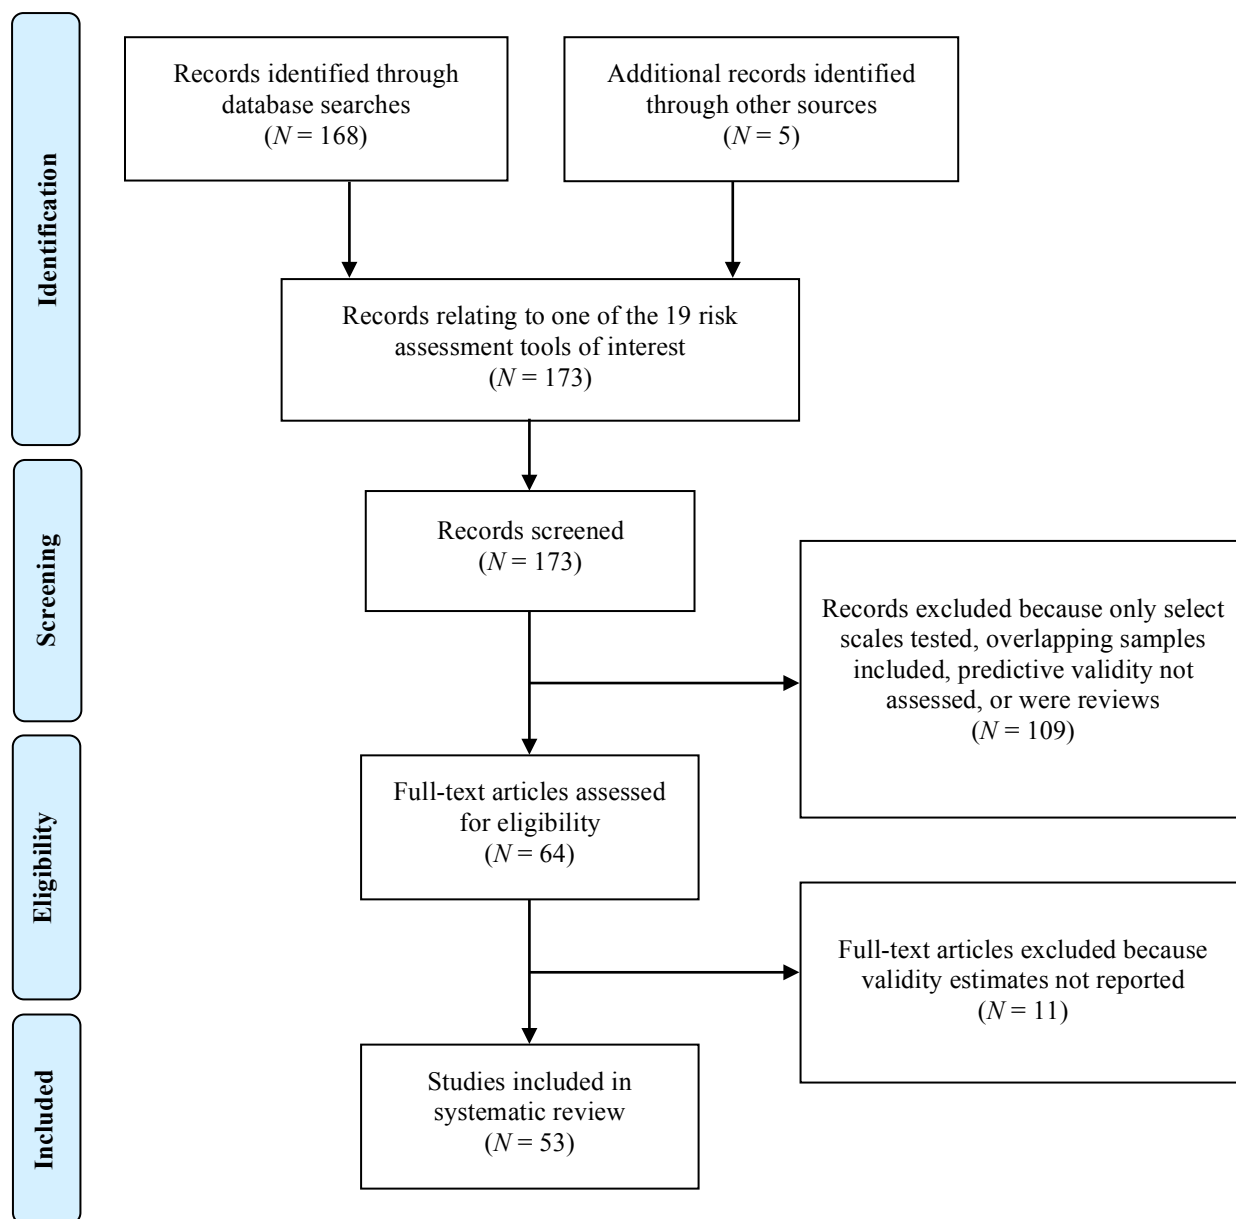 Identification
Records identified through
database searches
(N = 168)
Additional records identified
through other sources
(N = 5)
Records relating to one of the 19 risk
assessment tools of interest
(N = 173)
Screening
Records screened
(N = 173)
Records excluded because only select
scales tested, overlapping samples
included, predictive validity not
assessed, or were reviews
(N = 109)
Eligibility
Full-text articles assessed
for eligibility
(N = 64)
Full-text articles excluded because
validity estimates not reported
(N = 11)
Included
Studies included in
systematic review
(N = 53)